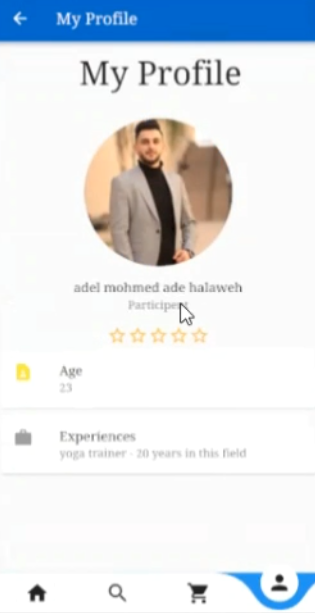 My Profile
My Profile
adel mohmed ade halaweh
Age
23
Experiences
yoga trainer - 20 years in this field